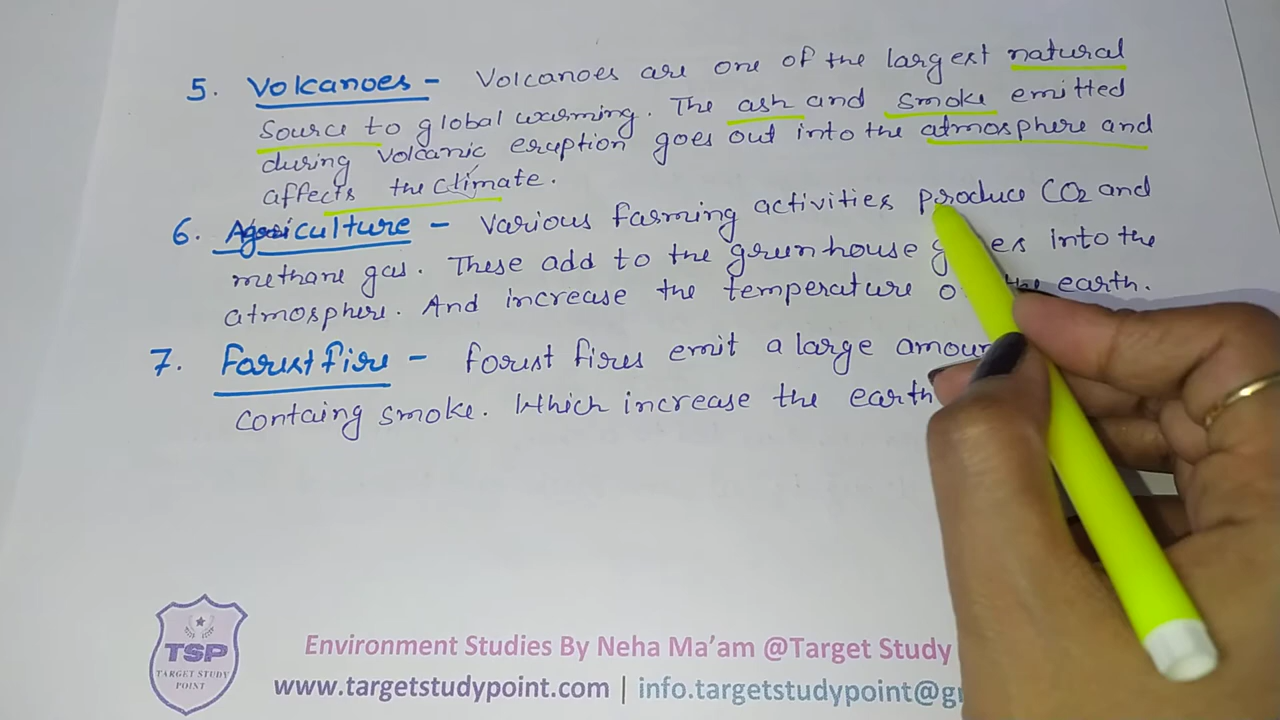 5. Volcanoes - Volcanoes are one of the largest natural
source to global warming. The ash and smoke emitted
during volcanic eruption goes out into the atmosphere and
affects the climate.
6. Agriculture - Various farming activities produce CO2 and
methane gas. These add to the greenhouse into the
atmosphere. And increase the temperature the earth.
7. Forest fire - forest fires emit a large
containg smoke. Which increase the earth
TSP
TARGET STUDY
POINT
Environment Studies By Neha Ma'am @Target Study
www.targetstudypoint.com | info.targetstudypoint@g